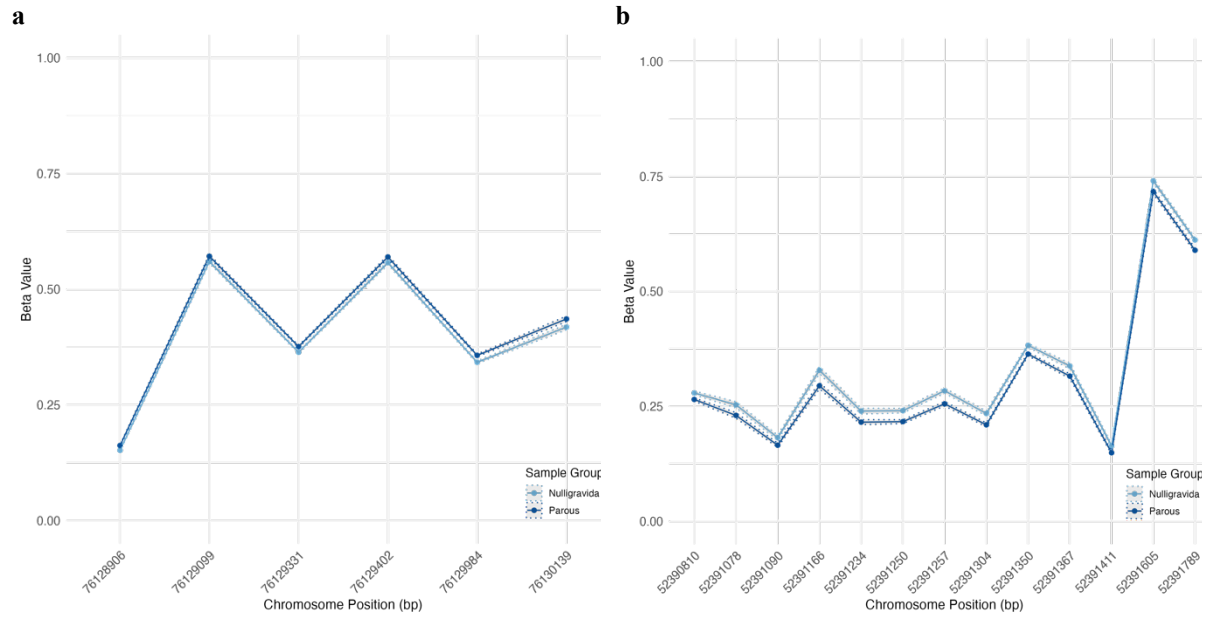 a
1.00
0.75
0.50
0.25
0.00
Beta Value
Sample Group
Nulligravida
Parous
76128906
76129099
76129331
76129402
76129984
76130139
Chromosome Position (bp)
b
1.00
0.75
0.50
0.25
0.00
Beta Value
Sample Group
Nulligravida
Parous
52390810
52391078
52391090
52391166
52391234
52391250
52391257
52391304
52391350
52391367
52391411
52391605
52391789
Chromosome Position (bp)